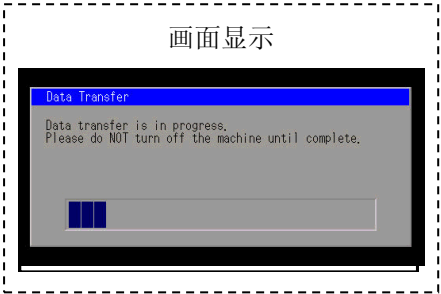 画面显示
Data Transfer
Data transfer is in progress.
Please do NOT turn off the machine until complete.